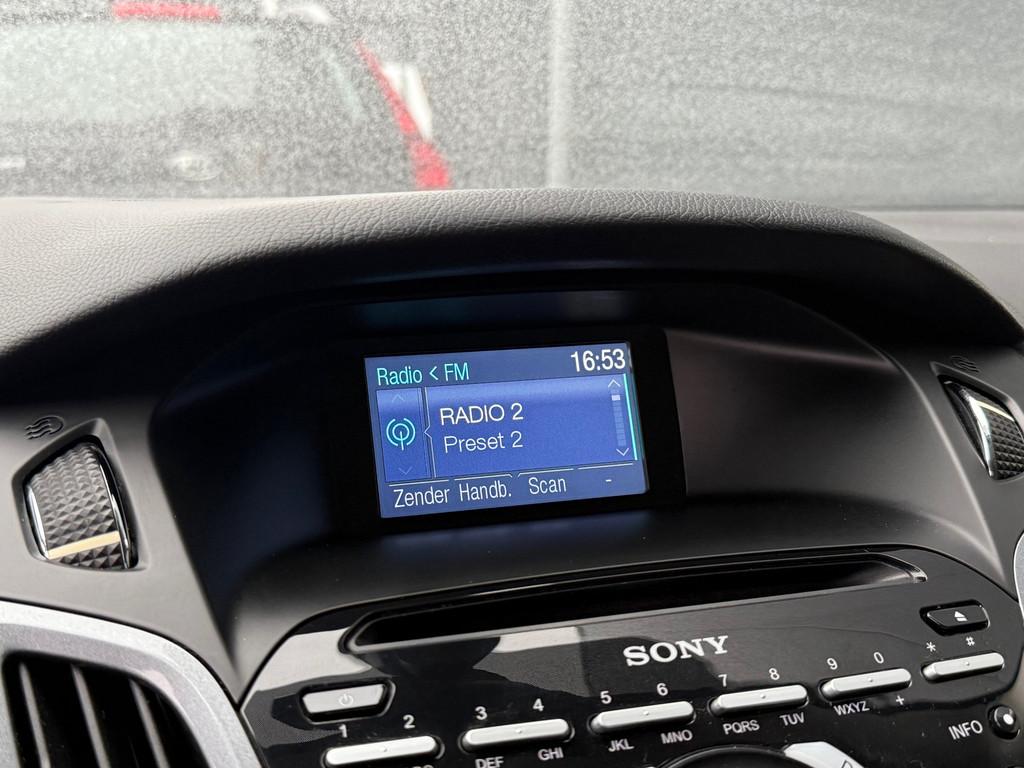 Radio < FM 16:53
RADIO 2
Preset 2
Zender Handb. Scan -
SONY
1 2 3 4 5 6 7 8 9 0 * #
DEF GHI JKL MNO PQRS TUV WXYZ +
INFO